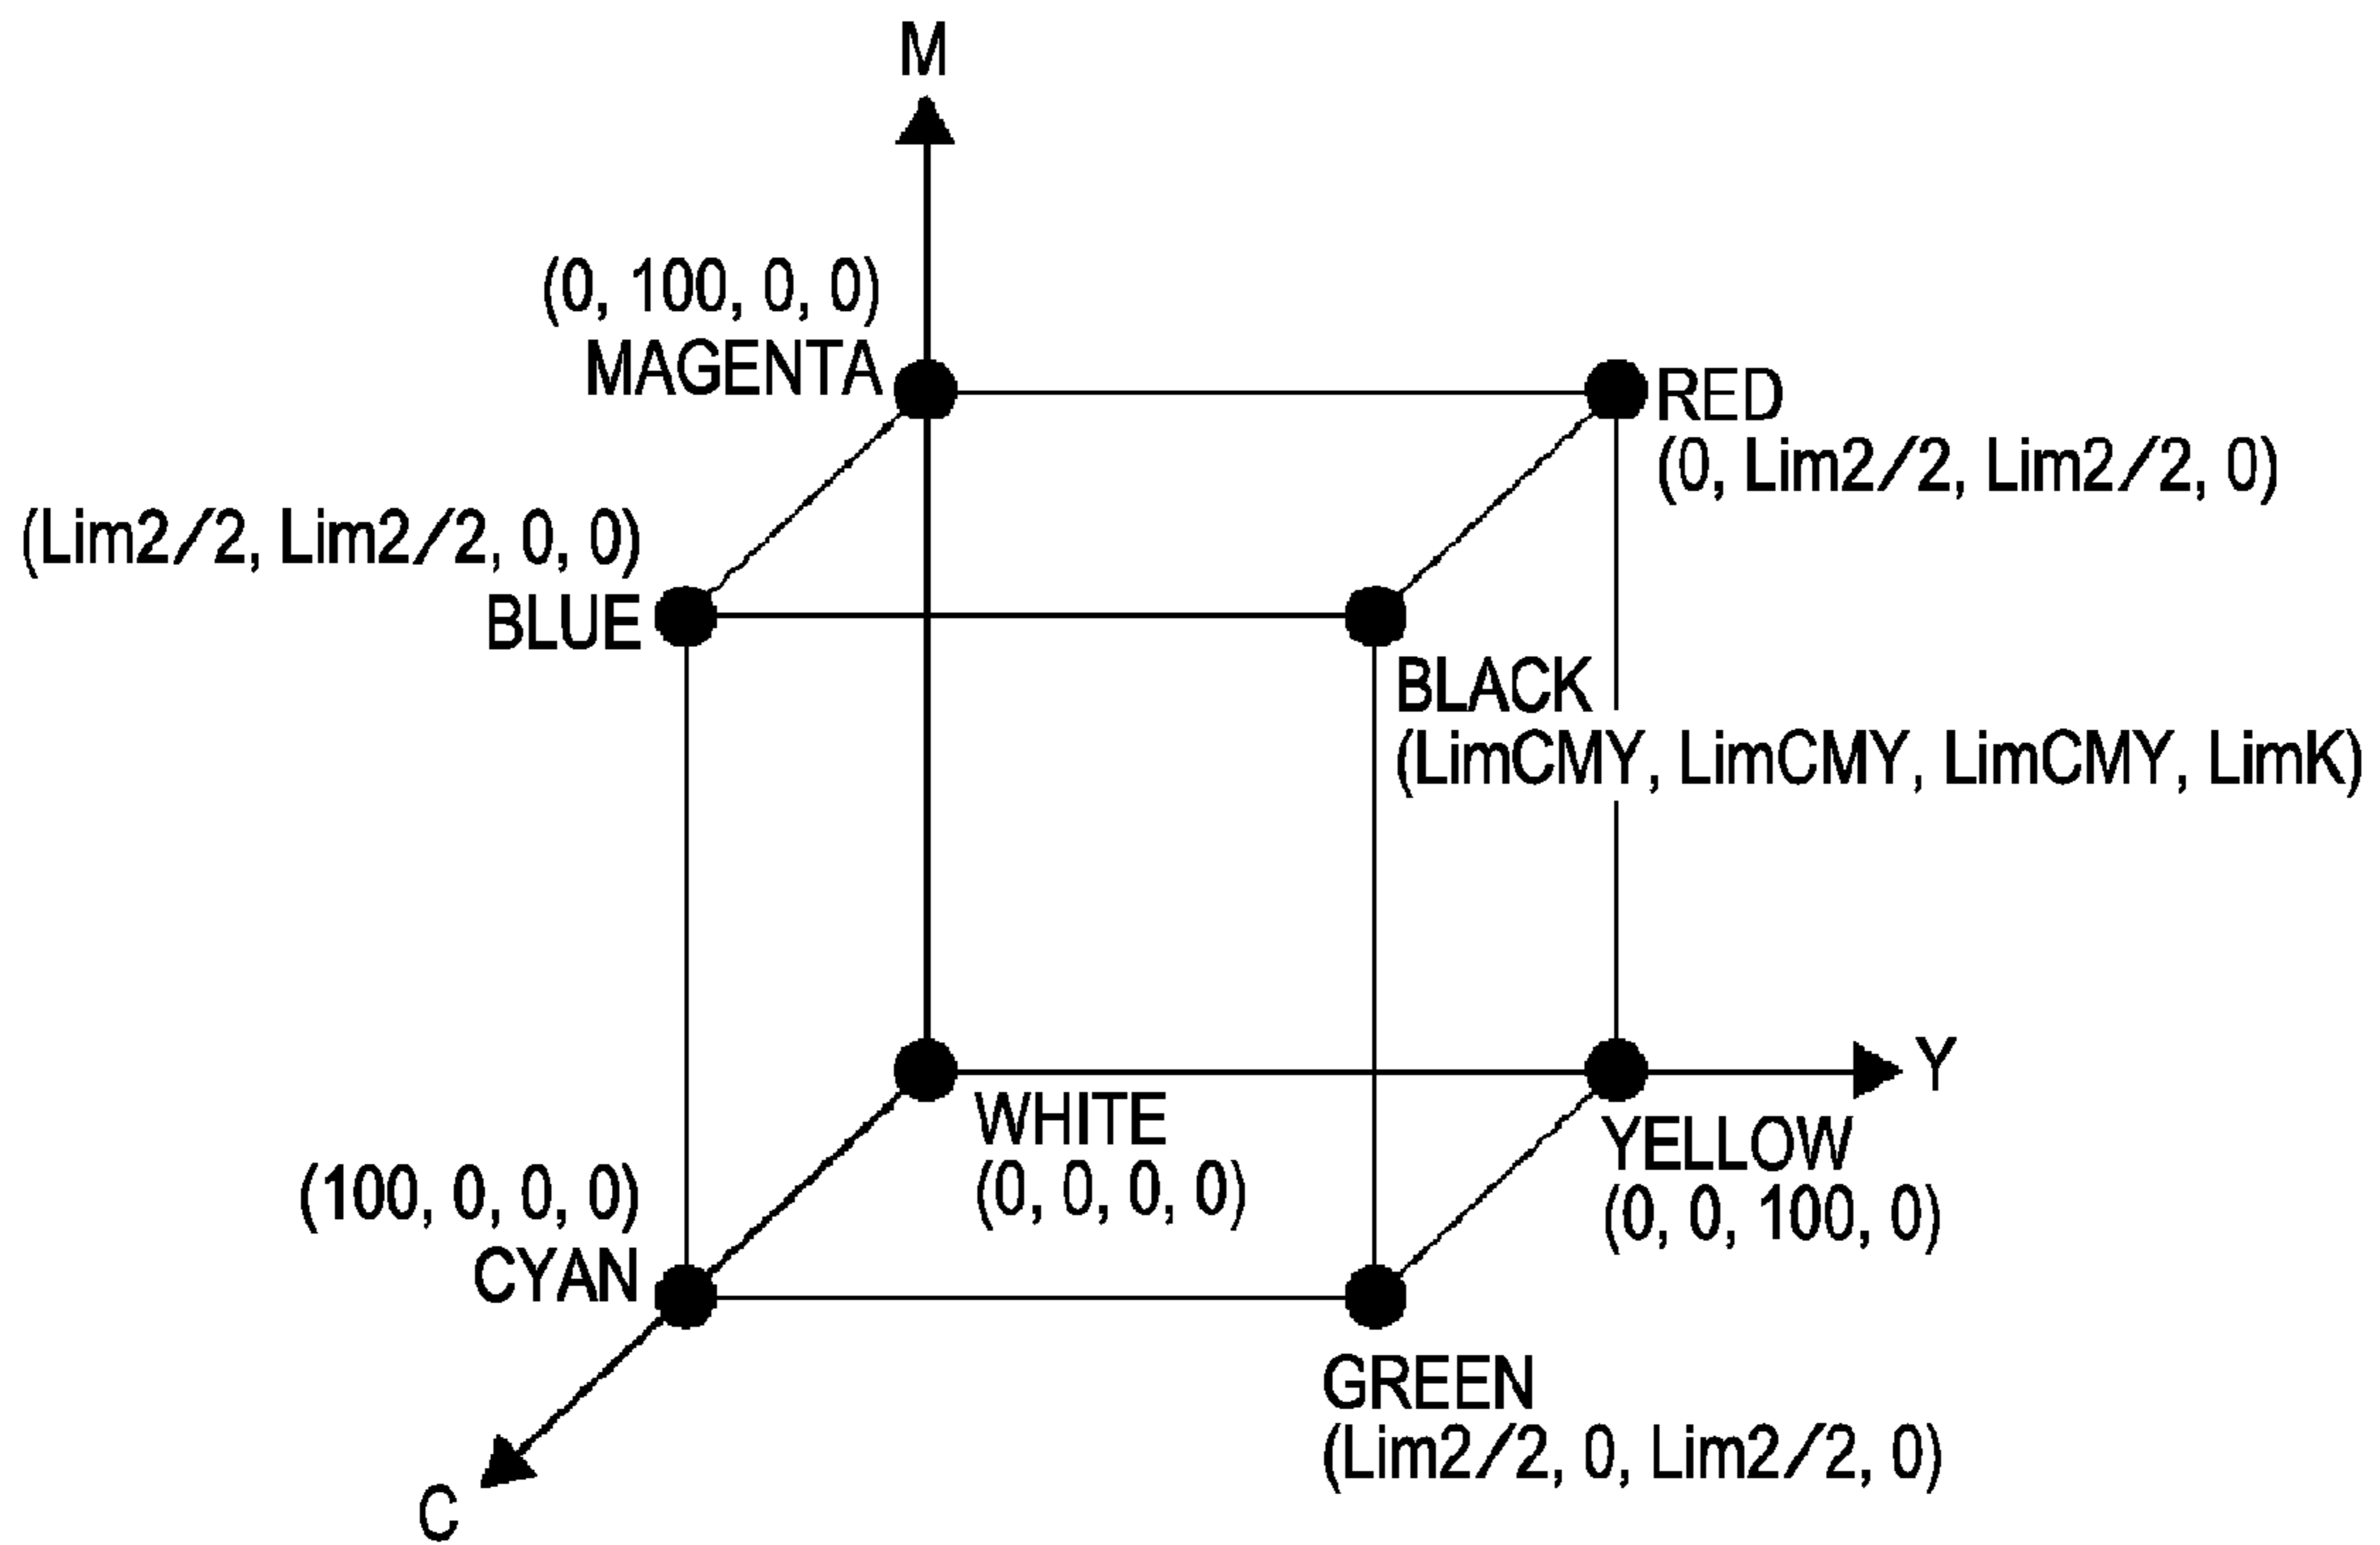 M
(0, 100, 0, 0)
MAGENTA
RED
(0, Lim2/2, Lim2/2, 0)
(Lim2/2, Lim2/2, 0, 0)
BLUE
BLACK
(LimCMY, LimCMY, LimCMY, LimK)
Y
WHITE
(0, 0, 0, 0)
YELLOW
(0, 0, 100, 0)
(100, 0, 0, 0)
CYAN
GREEN
(Lim2/2, 0, Lim2/2, 0)
C